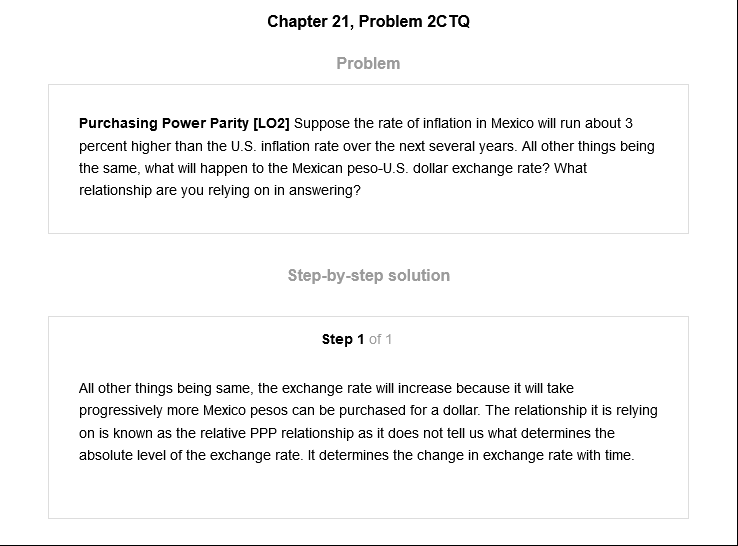 Chapter 21, Problem 2CTQ
Problem
Purchasing Power Parity [LO2] Suppose the rate of inflation in Mexico will run about 3
percent higher than the U.S. inflation rate over the next several years. All other things being
the same, what will happen to the Mexican peso-U.S. dollar exchange rate? What
relationship are you relying on in answering?
Step-by-step solution
Step 1 of 1
All other things being same, the exchange rate will increase because it will take
progressively more Mexico pesos can be purchased for a dollar. The relationship it is relying
on is known as the relative PPP relationship as it does not tell us what determines the
absolute level of the exchange rate. It determines the change in exchange rate with time.